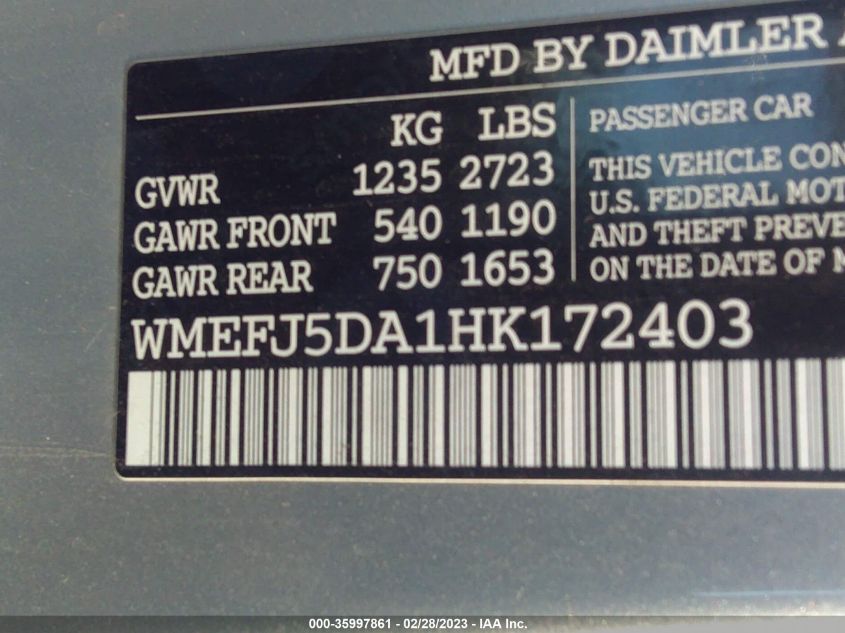 MFD BY DAIMLER
KG LBS
GVWR 1235 2723
GAWR FRONT 540 1190
GAWR REAR 750 1653
PASSENGER CAR
THIS VEHICLE CON
U.S. FEDERAL MOT
AND THEFT PREVE
ON THE DATE OF M
WMEFJ5DA1HK172403
000-35997861 - 02/28/2023 - IAA Inc.